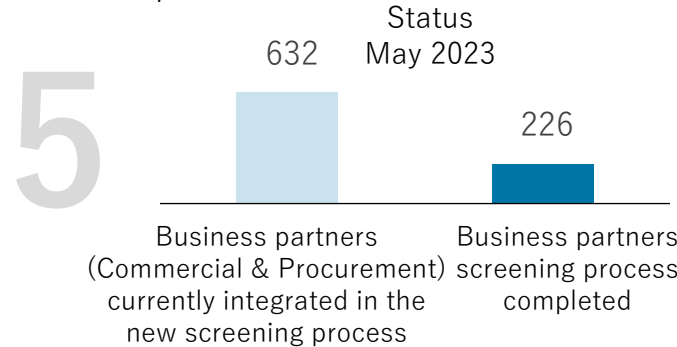 Status
May 2023
632
226
5
Business partners
(Commercial & Procurement)
currently integrated in the
new screening process
Business partners
screening process
completed